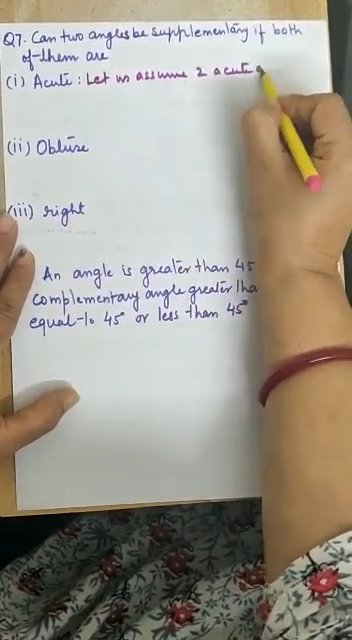 Q7. Can two angles be supplementary if both
of them are
(i) Acute : Let us assume 2 acute
(ii) Obtuse
(iii) right
An angle is greater than 45
complementary angle greater tha
equal to 45° or less than 45°